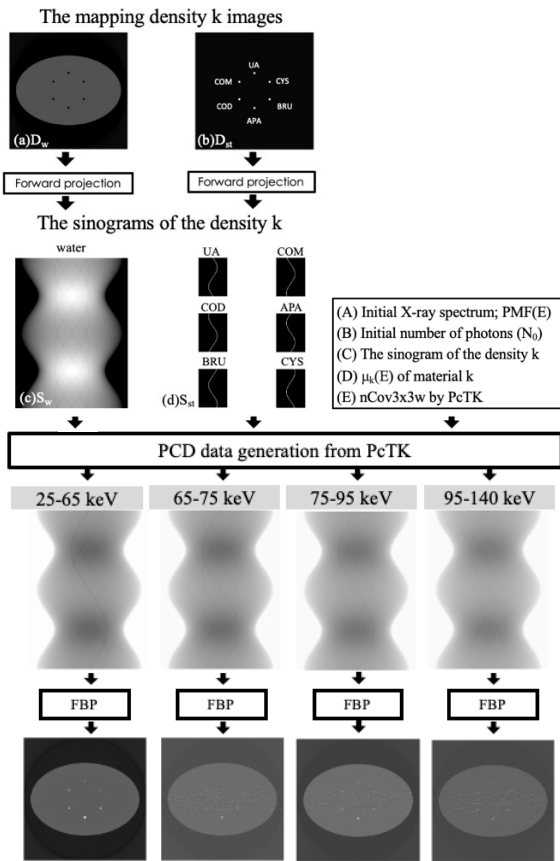 The mapping density k images
UA
COM
CYS
COD
BRU
APA
(a)Dw
(b)Dst
Forward projection
Forward projection
The sinograms of the density k
water
UA
COM
COD
APA
BRU
CYS
(c)Sw
(d)Sst
(A) Initial X-ray spectrum; PMF(E)
(B) Initial number of photons (N0)
(C) The sinogram of the density k
(D) μk(E) of material k
(E) nCov3x3w by PcTK
PCD data generation from PcTK
25-65 keV
65-75 keV
75-95 keV
95-140 keV
FBP
FBP
FBP
FBP